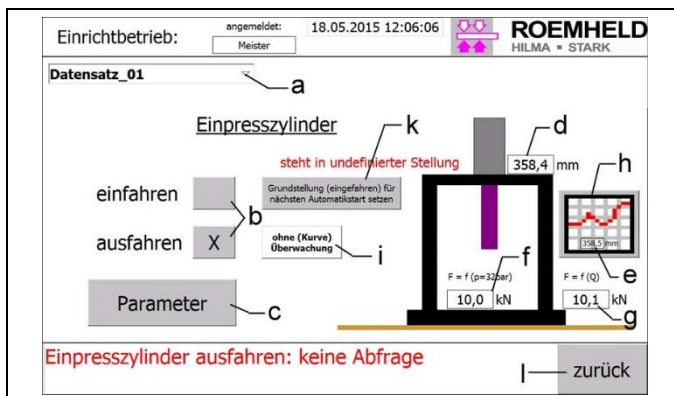 Einrichtbetrieb:
angemeldet:
Meister
18.05.2015 12:06:06
ROEMHELD
HILMA ▪ STARK
Datensatz_01
a
Einpresszylinder
k
d
steht in undefinierter Stellung
358,4 mm
h
einfahren
Grundstellung (eingefahren) für
nächsten Automatikstart setzen
b
ausfahren X
ohne (Kurve)
Überwachung
i
f
358,5 mm
e
F = f (p=32bar)
F = f (Q)
10,0 kN
10,1 kN
g
Parameter
c
Einpresszylinder ausfahren: keine Abfrage
l
zurück